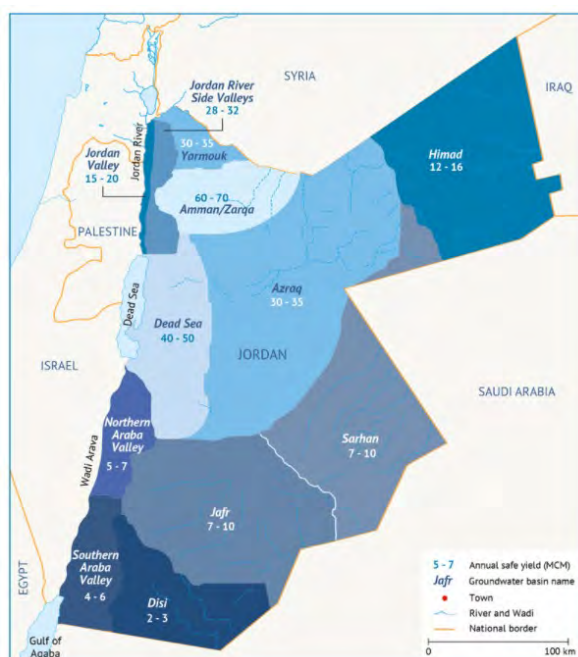 SYRIA
IRAQ
Jordan River
Side Valleys
28 - 32
Jordan River
30 - 35
Yarmouk
Himad
12 - 16
Jordan
Valley
15 - 20
60 - 70
Amman/Zarqa
PALESTINE
Dead Sea
Azraq
30 - 35
Dead Sea
40 - 50
JORDAN
ISRAEL
SAUDI ARABIA
Northern
Araba
Valley
5 - 7
Wadi Arava
Sarhan
7 - 10
Jafr
7 - 10
Southern
Araba
Valley
4 - 6
Disi
2 - 3
EGYPT
Gulf of
Aqaba
5 - 7 Annual safe yield (MCM)
Jafr Groundwater basin name
Town
River and Wadi
National border
0 100 km